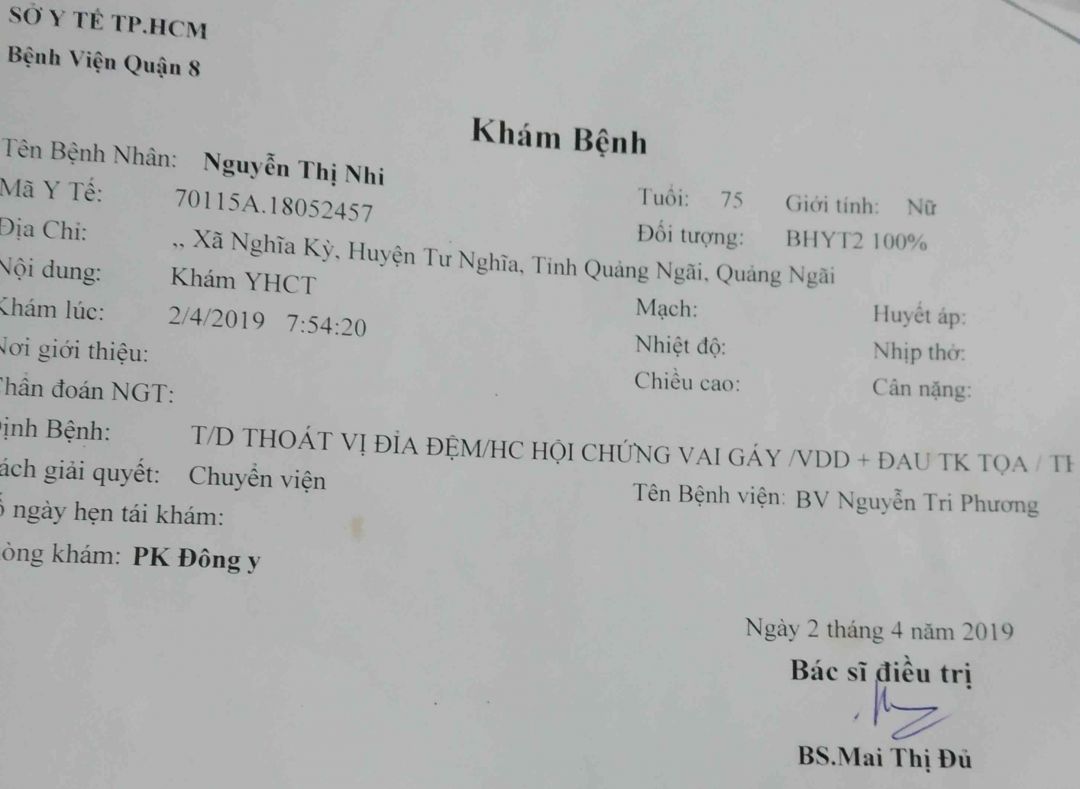 SỞ Y TẾ TP.HCM
Bệnh Viện Quận 8
Khám Bệnh
Tên Bệnh Nhân: Nguyễn Thị Nhi
Tuổi: 75 Giới tính: Nữ
Mã Y Tế: 70115A.18052457
Đối tượng: BHYT2 100%
Địa Chỉ: ,, Xã Nghĩa Kỳ, Huyện Tư Nghĩa, Tỉnh Quảng Ngãi, Quảng Ngãi
Nội dung: Khám YHCT
Mạch: Huyết áp:
Khám lúc: 2/4/2019 7:54:20
Nhiệt độ: Nhịp thở:
Nơi giới thiệu:
Chiều cao: Cân nặng:
Chẩn đoán NGT:
Định Bệnh: T/D THOÁT VỊ ĐĨA ĐỆM/HC HỘI CHỨNG VAI GÁY /VDD + ĐAU TK TỌA /
Cách giải quyết: Chuyển viện
Tên Bệnh viện: BV Nguyễn Tri Phương
Số ngày hẹn tái khám:
Phòng khám: PK Đông y
Ngày 2 tháng 4 năm 2019
Bác sĩ điều trị
BS.Mai Thị Đủ